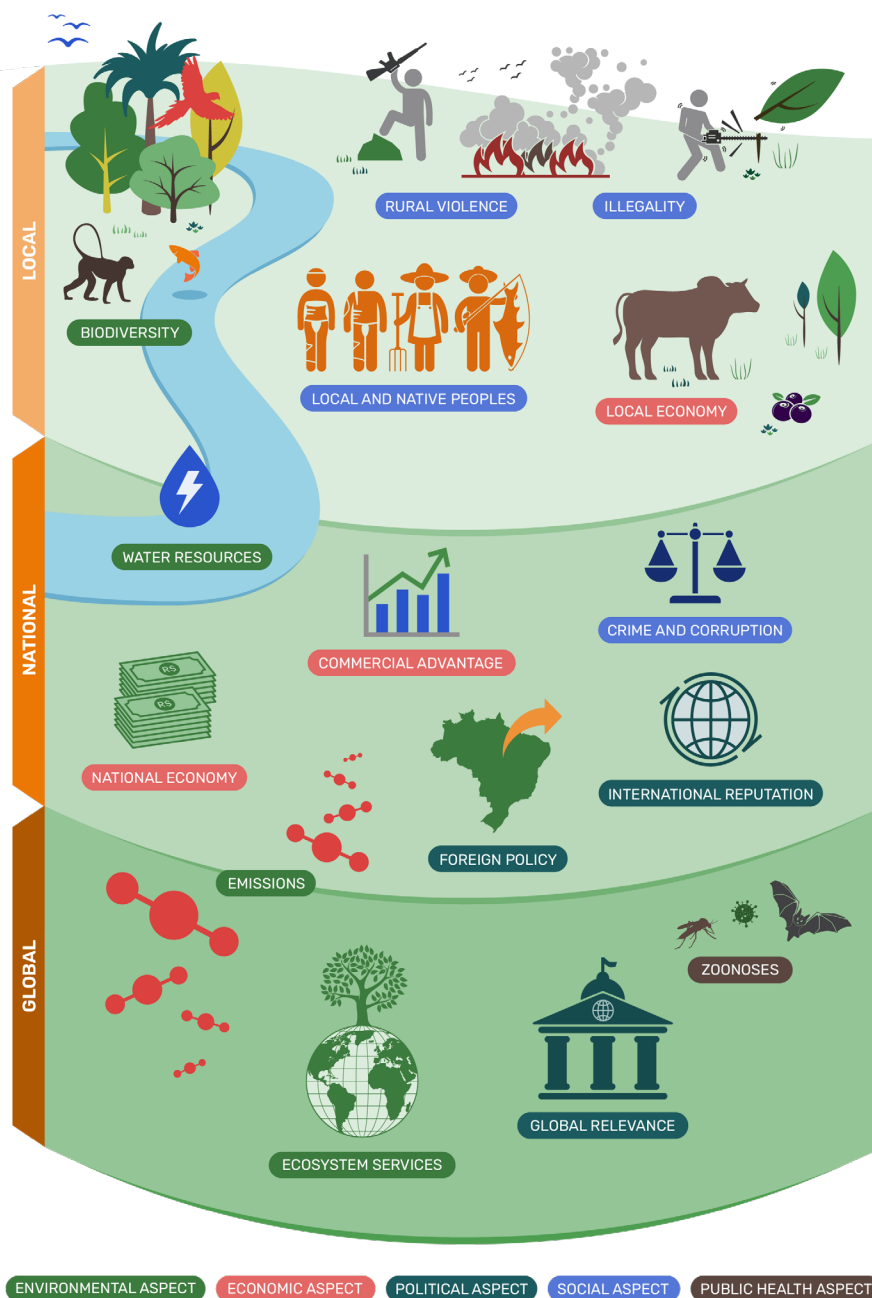 LOCAL
RURAL VIOLENCE
ILLEGALITY
BIODIVERSITY
LOCAL AND NATIVE PEOPLES
LOCAL ECONOMY
NATIONAL
WATER RESOURCES
CRIME AND CORRUPTION
COMMERCIAL ADVANTAGE
R$
R$
NATIONAL ECONOMY
INTERNATIONAL REPUTATION
FOREIGN POLICY
GLOBAL
EMISSIONS
ZOONOSES
GLOBAL RELEVANCE
ECOSYSTEM SERVICES
ENVIRONMENTAL ASPECT
ECONOMIC ASPECT
POLITICAL ASPECT
SOCIAL ASPECT
PUBLIC HEALTH ASPECT